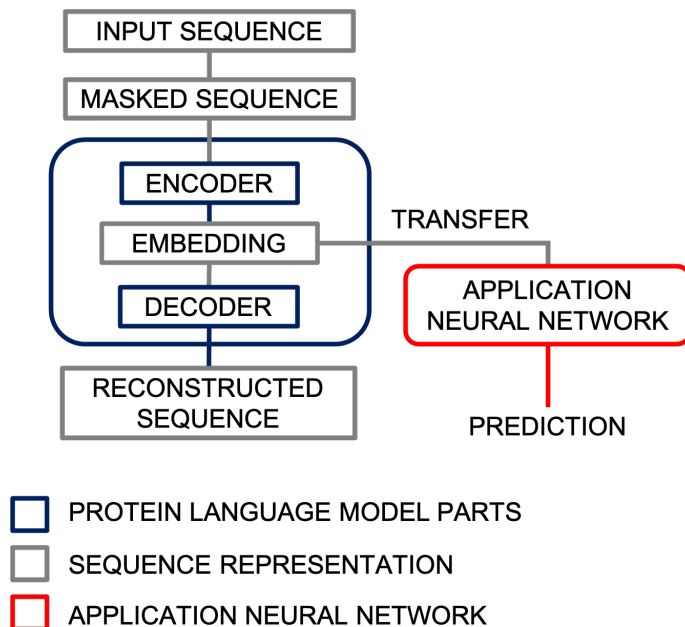 INPUT SEQUENCE
MASKED SEQUENCE
ENCODER
EMBEDDING
DECODER
RECONSTRUCTED
SEQUENCE
TRANSFER
APPLICATION
NEURAL NETWORK
PREDICTION
PROTEIN LANGUAGE MODEL PARTS
SEQUENCE REPRESENTATION
APPLICATION NEURAL NETWORK